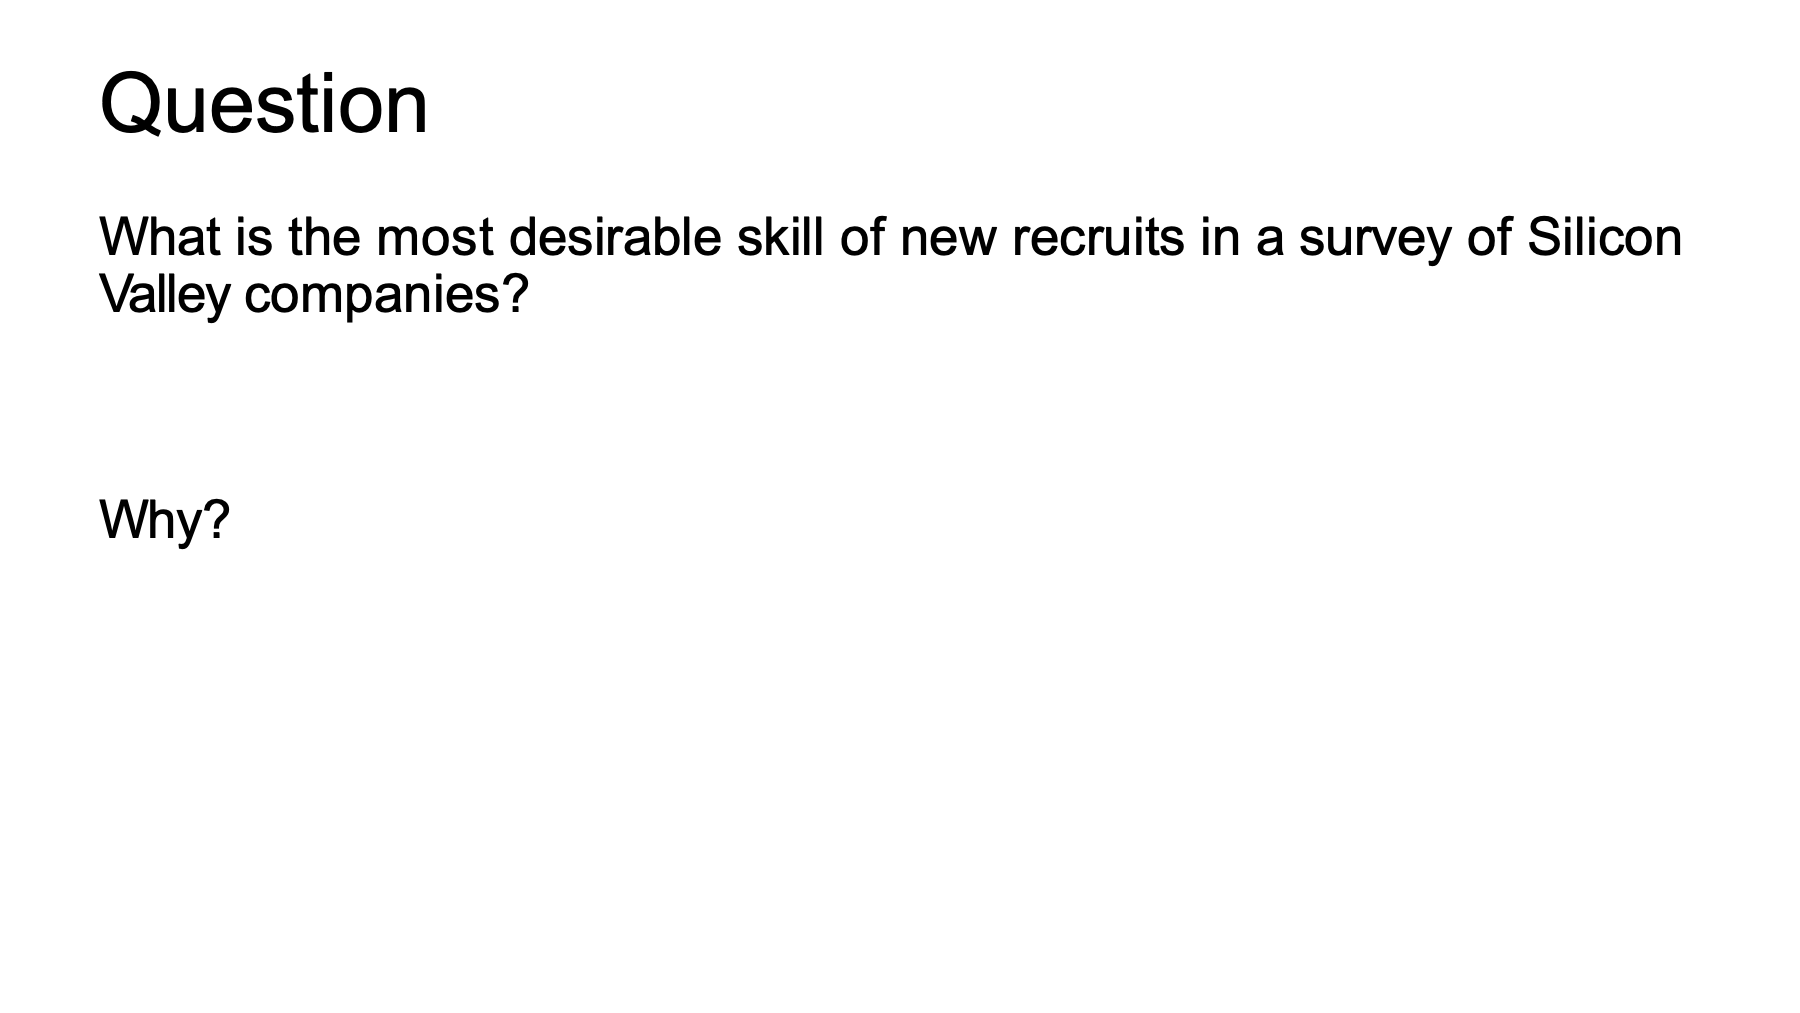 Question
What is the most desirable skill of new recruits in a survey of Silicon
Valley companies?
Why?